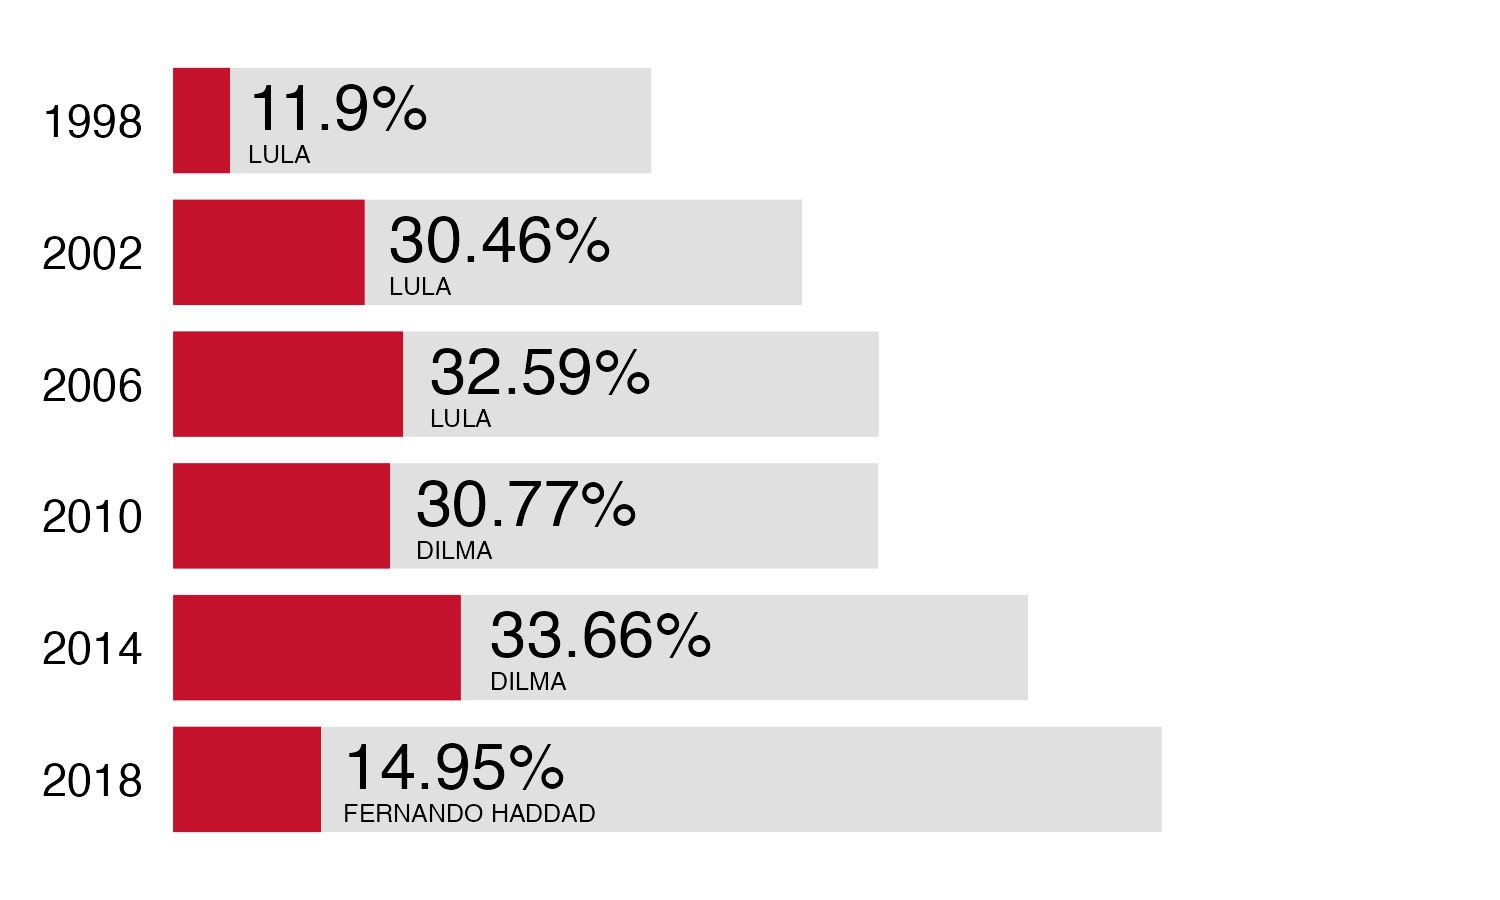 1998
11.9%
LULA
2002
30.46%
LULA
2006
32.59%
LULA
2010
30.77%
DILMA
2014
33.66%
DILMA
2018
14.95%
FERNANDO HADDAD